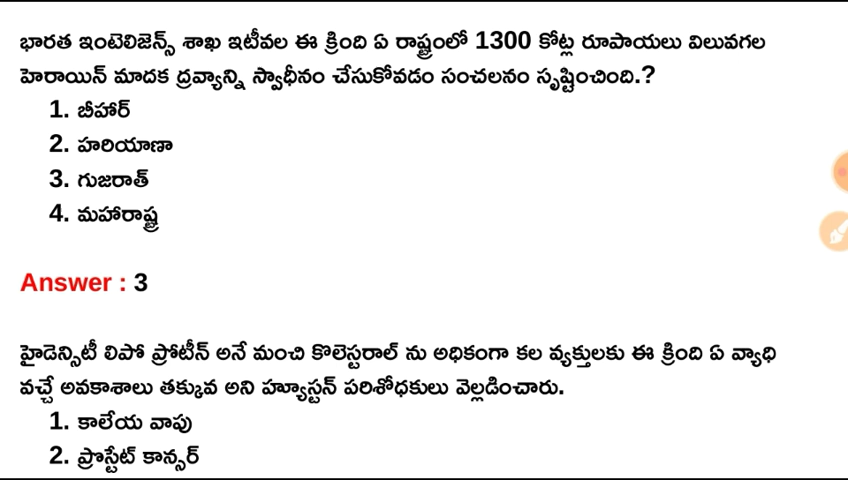 భారత ఇంటెలిజెన్స్ శాఖ ఇటీవల ఈ క్రింది ఏ రాష్ట్రంలో 1300 కోట్ల రూపాయలు విలువగల
హెరాయిన్ మాదక ద్రవ్యాన్ని స్వాధీనం చేసుకోవడం సంచలనం సృష్టించింది.?
1. బీహార్
2. హరియాణా
3. గుజరాత్
4. మహారాష్ట్ర
Answer : 3
హైడెన్సిటీ లిపో ప్రోటీన్ అనే మంచి కొలెస్టరాల్ ను అధికంగా కల వ్యక్తులకు ఈ క్రింది ఏ వ్యాధి
వచ్చే అవకాశాలు తక్కువ అని హ్యూస్టన్ పరిశోధకులు వెల్లడించారు.
1. కాలేయ వాపు
2. ప్రొస్టేట్ కాన్సర్